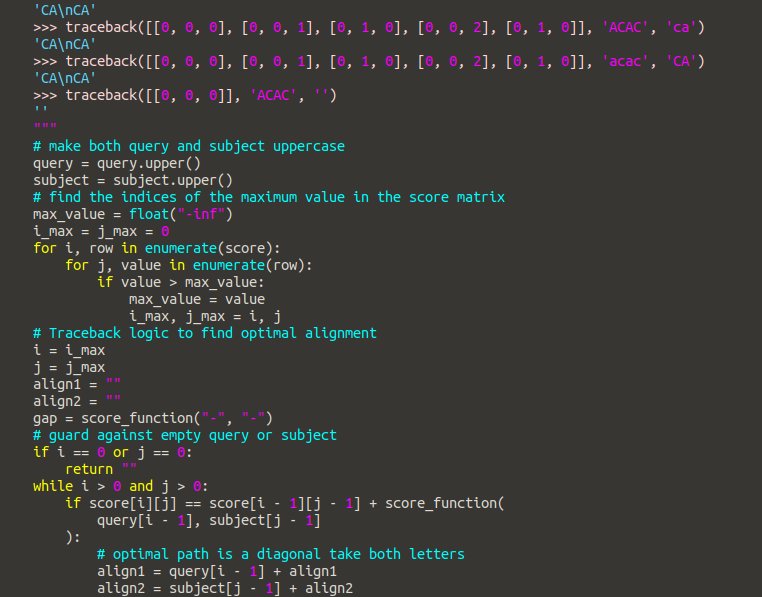 'CA\nCA'
>>> traceback([[0, 0, 0], [0, 0, 1], [0, 1, 0], [0, 0, 2], [0, 1, 0]], 'ACAC', 'ca')
'CA\nCA'
>>> traceback([[0, 0, 0], [0, 0, 1], [0, 1, 0], [0, 0, 2], [0, 1, 0]], 'acac', 'CA')
'CA\nCA'
>>> traceback([[0, 0, 0]], 'ACAC', '')
''
"""
# make both query and subject uppercase
query = query.upper()
subject = subject.upper()
# find the indices of the maximum value in the score matrix
max_value = float("-inf")
i_max = j_max = 0
for i, row in enumerate(score):
    for j, value in enumerate(row):
        if value > max_value:
            max_value = value
            i_max, j_max = i, j
# Traceback logic to find optimal alignment
i = i_max
j = j_max
align1 = ""
align2 = ""
gap = score_function("-", "-")
# guard against empty query or subject
if i == 0 or j == 0:
    return ""
while i > 0 and j > 0:
    if score[i][j] == score[i - 1][j - 1] + score_function(
        query[i - 1], subject[j - 1]
    ):
        # optimal path is a diagonal take both letters
        align1 = query[i - 1] + align1
        align2 = subject[j - 1] + align2